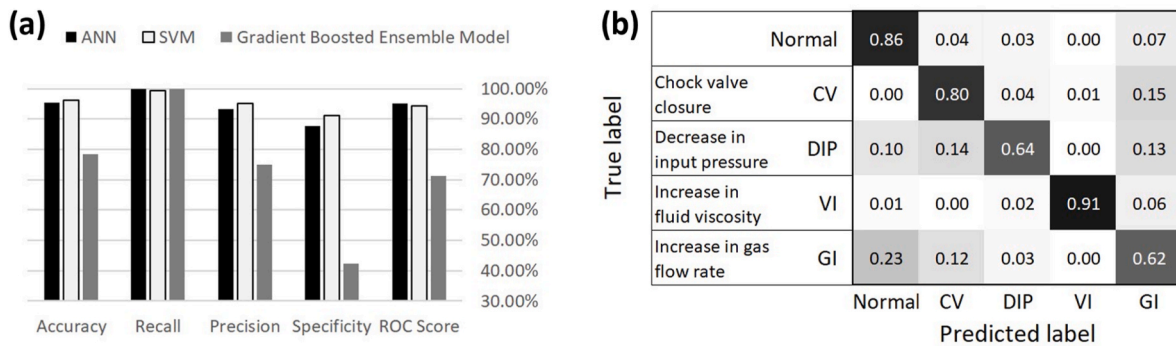 (a)
ANN SVM Gradient Boosted Ensemble Model
100.00%
90.00%
80.00%
70.00%
60.00%
50.00%
40.00%
30.00%
Accuracy Recall Precision Specificity ROC Score
(b)
True label
Normal 0.86 0.04 0.03 0.00 0.07
Chock valve
closure
CV 0.00 0.80 0.04 0.01 0.15
Decrease in
input pressure
DIP 0.10 0.14 0.64 0.00 0.13
Increase in
fluid viscosity
VI 0.01 0.00 0.02 0.91 0.06
Increase in gas
flow rate
GI 0.23 0.12 0.03 0.00 0.62
Normal CV DIP VI GI
Predicted label